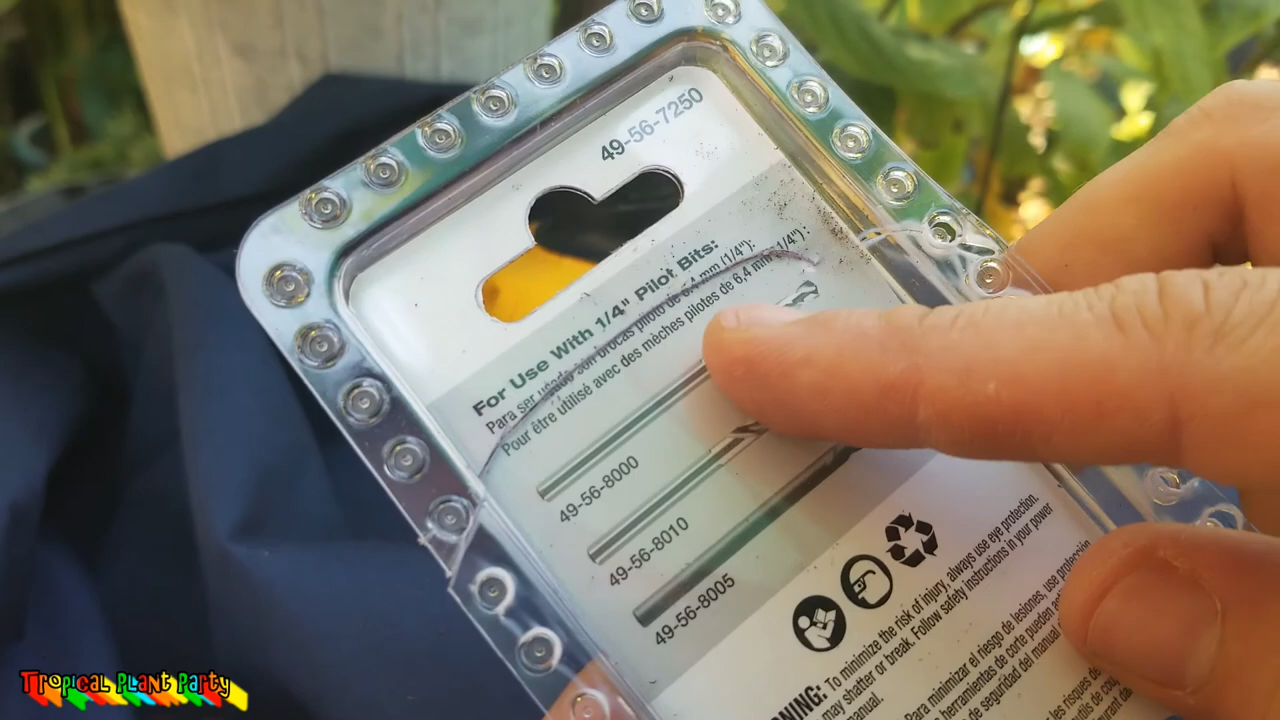 49-56-7250
For Use With 1/4" Pilot Bits:
Para ser usado con brocas piloto de 6.4 mm (1/4"):
Pour être utilisé avec des mèches pilotes de 6,4 mm (1/4"):
49-56-8000
49-56-8010
49-56-8005
NING: To minimize the risk of injury, always use eye protection.
may shatter or break. Follow safety instructions in your power
manual.
Para minimizar el riesgo de lesiones, use protección
herramientas de corte pueden
de seguridad del manual
les risques de
Tropical Plant Party